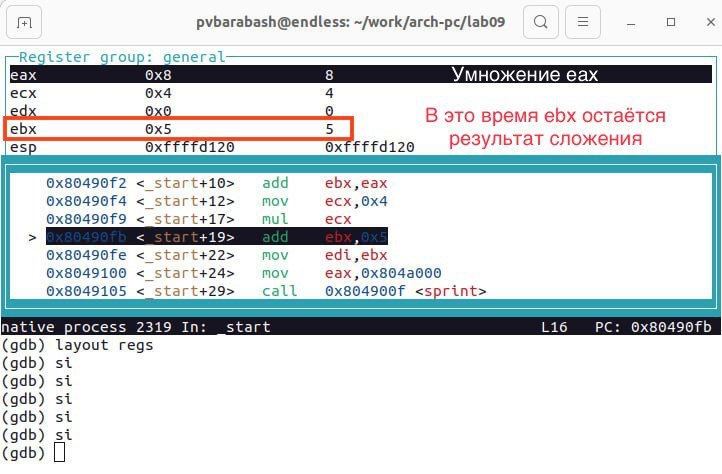 pvbarabash@endless: ~/work/arch-pc/lab09
Register group: general
eax 0x8 8 Умножение eax
ecx 0x4 4
edx 0x0 0
ebx 0x5 5 В это время ebx остаётся
результат сложения
esp 0xffffd120 0xffffd120
0x80490f2 <_start+10> add ebx,eax
0x80490f4 <_start+12> mov ecx,0x4
0x80490f9 <_start+17> mul ecx
> 0x80490fb <_start+19> add ebx,0x5
0x80490fe <_start+22> mov edi,ebx
0x8049100 <_start+24> mov eax,0x804a000
0x8049105 <_start+29> call 0x804900f <sprint>
native process 2319 In: _start L16 PC: 0x80490fb
(gdb) layout regs
(gdb) si
(gdb) si
(gdb) si
(gdb) si
(gdb) si
(gdb)